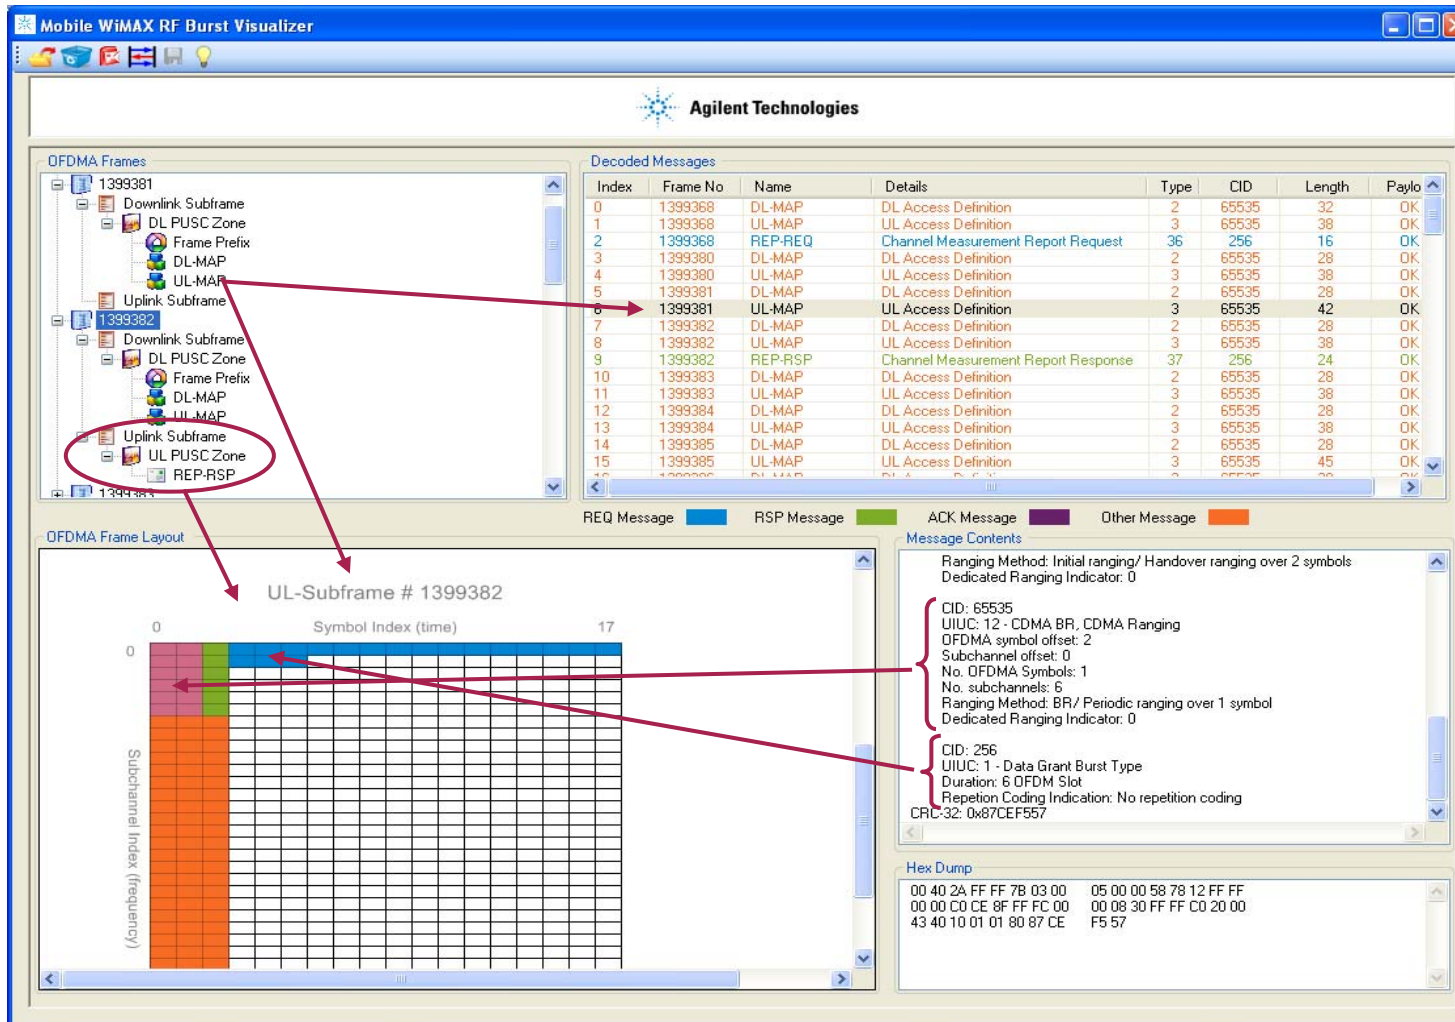 Mobile WiMAX RF Burst Visualizer
Agilent Technologies
OFDMA Frames
1399381
Downlink Subframe
DL PUSC Zone
Frame Prefix
DL-MAP
UL-MAP
Uplink Subframe
1399382
Downlink Subframe
DL PUSC Zone
Frame Prefix
DL-MAP
UL-MAP
Uplink Subframe
UL PUSC Zone
REP-RSP
1399383
Decoded Messages
Index Frame No Name Details Type CID Length Paylo
0 1399368 DL-MAP DL Access Definition 2 65535 32 OK
1 1399368 UL-MAP UL Access Definition 3 65535 38 OK
2 1399368 REP-REQ Channel Measurement Report Request 36 256 16 OK
3 1399380 DL-MAP DL Access Definition 2 65535 28 OK
4 1399380 UL-MAP UL Access Definition 3 65535 38 OK
5 1399381 DL-MAP DL Access Definition 2 65535 28 OK
6 1399381 UL-MAP UL Access Definition 3 65535 42 OK
7 1399382 DL-MAP DL Access Definition 2 65535 28 OK
8 1399382 UL-MAP UL Access Definition 3 65535 38 OK
9 1399382 REP-RSP Channel Measurement Report Response 37 256 24 OK
10 1399383 DL-MAP DL Access Definition 2 65535 28 OK
11 1399383 UL-MAP UL Access Definition 3 65535 38 OK
12 1399384 DL-MAP DL Access Definition 2 65535 28 OK
13 1399384 UL-MAP UL Access Definition 3 65535 38 OK
14 1399385 DL-MAP DL Access Definition 2 65535 28 OK
15 1399385 UL-MAP UL Access Definition 3 65535 45 OK
REQ Message RSP Message ACK Message Other Message
OFDMA Frame Layout
UL-Subframe # 1399382
0 Symbol Index (time) 17
0
Subchannel Index (frequency)
Message Contents
Ranging Method: Initial ranging/ Handover ranging over 2 symbols
Dedicated Ranging Indicator: 0
CID: 65535
UIUC: 12 - CDMA BR, CDMA Ranging
OFDMA symbol offset: 2
Subchannel offset: 0
No. OFDMA Symbols: 1
No. subchannels: 6
Ranging Method: BR/ Periodic ranging over 1 symbol
Dedicated Ranging Indicator: 0
CID: 256
UIUC: 1 - Data Grant Burst Type
Duration: 6 OFDM Slot
Repetion Coding Indication: No repetition coding
CRC-32: 0x87CEF557
Hex Dump
00 40 2A FF FF 7B 03 00 05 00 00 58 78 12 FF FF
00 00 C0 CE 8F FF FC 00 00 08 30 FF FF C0 20 00
43 40 10 01 01 80 87 CE F5 57